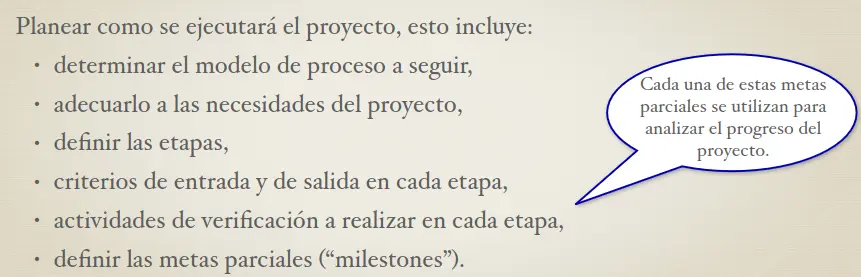 Planear como se ejecutará el proyecto, esto incluye:
• determinar el modelo de proceso a seguir,
• adecuarlo a las necesidades del proyecto,
• definir las etapas,
• criterios de entrada y de salida en cada etapa,
• actividades de verificación a realizar en cada etapa,
• definir las metas parciales (“milestones”).
Cada una de estas metas
parciales se utilizan para
analizar el progreso del
proyecto.